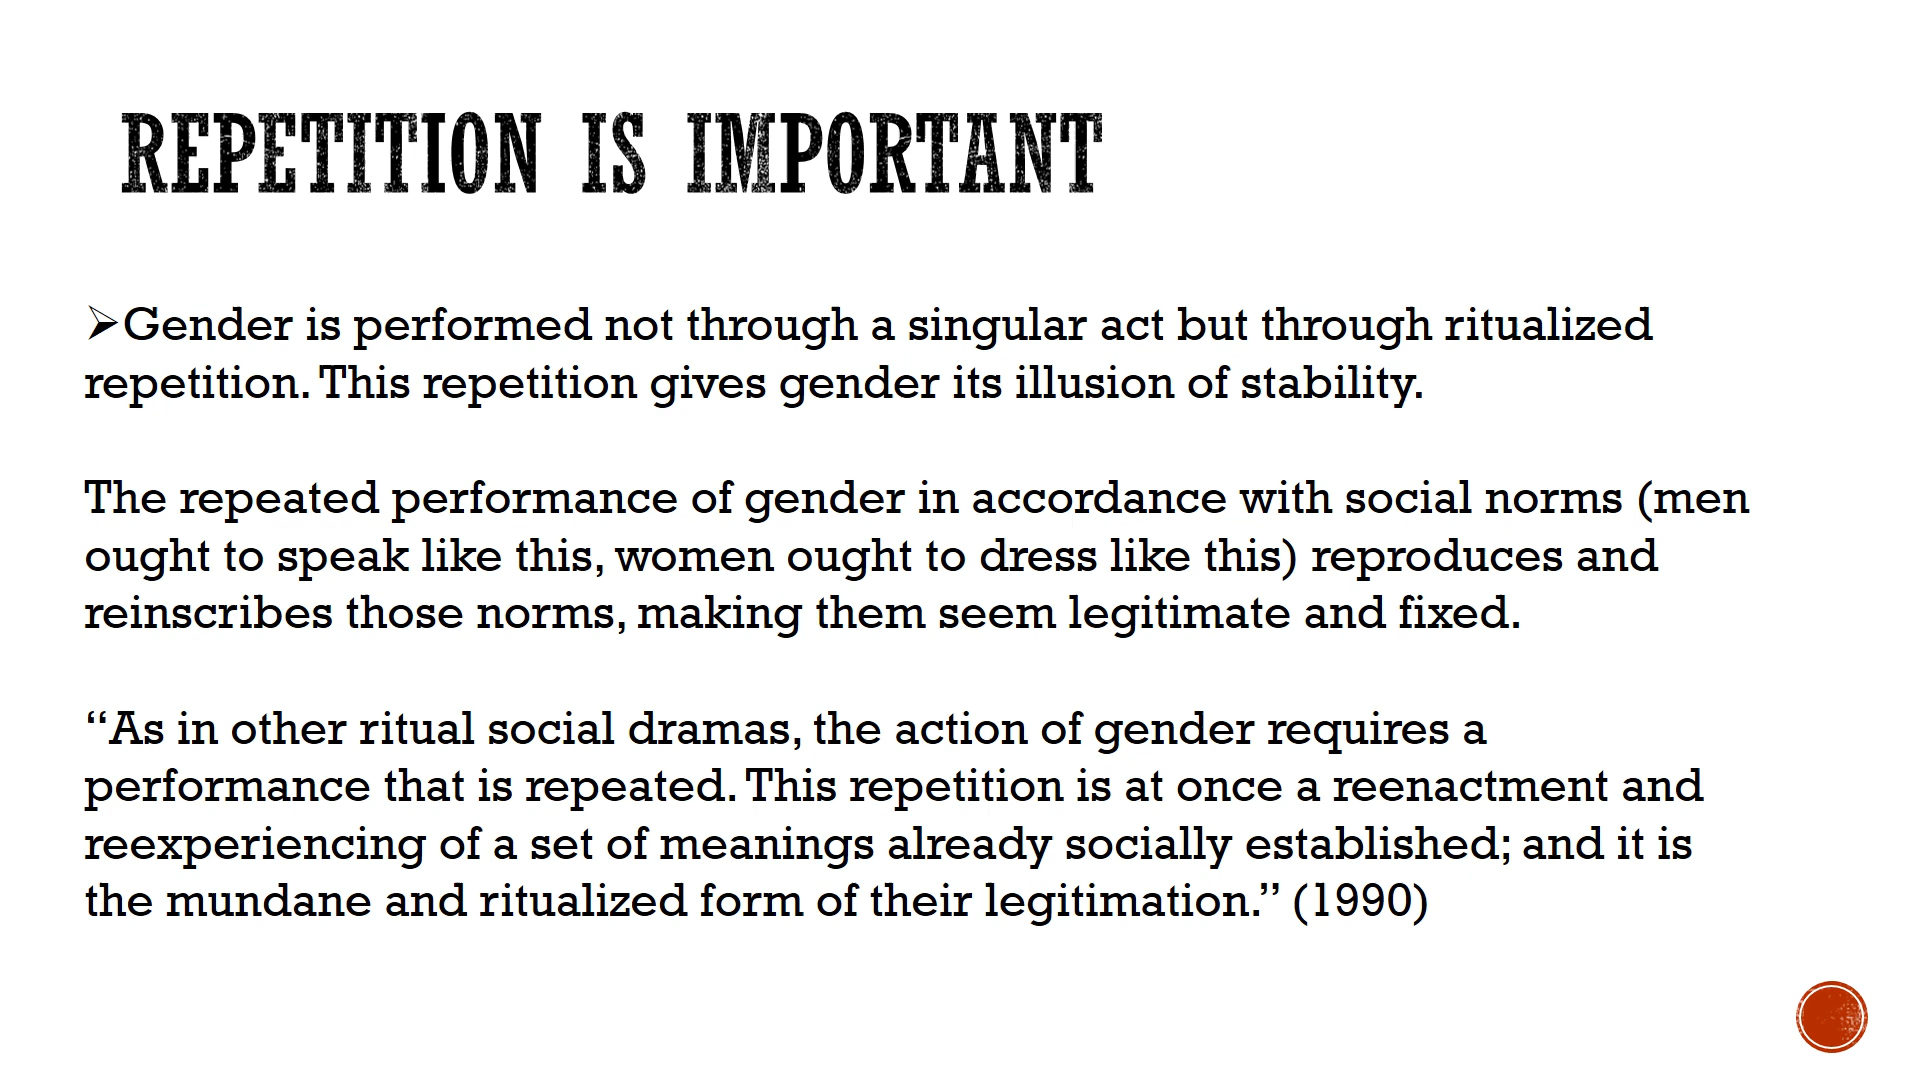 REPETITION IS IMPORTANT
➢Gender is performed not through a singular act but through ritualized
repetition. This repetition gives gender its illusion of stability.
The repeated performance of gender in accordance with social norms (men
ought to speak like this, women ought to dress like this) reproduces and
reinscribes those norms, making them seem legitimate and fixed.
“As in other ritual social dramas, the action of gender requires a
performance that is repeated. This repetition is at once a reenactment and
reexperiencing of a set of meanings already socially established; and it is
the mundane and ritualized form of their legitimation.” (1990)